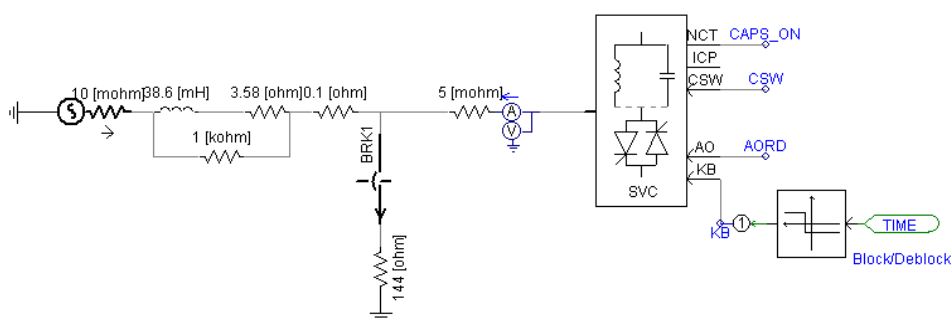 10 [mohm]
38.6 [mH]
3.58 [ohm]
0.1 [ohm]
1 [kohm]
BRK1
144 [ohm]
5 [mohm]
A
V
NCT
CAPS_ON
ICP
CSW
CSW
AO
AORD
KB
SVC
KB
1
TIME
Block/Deblock